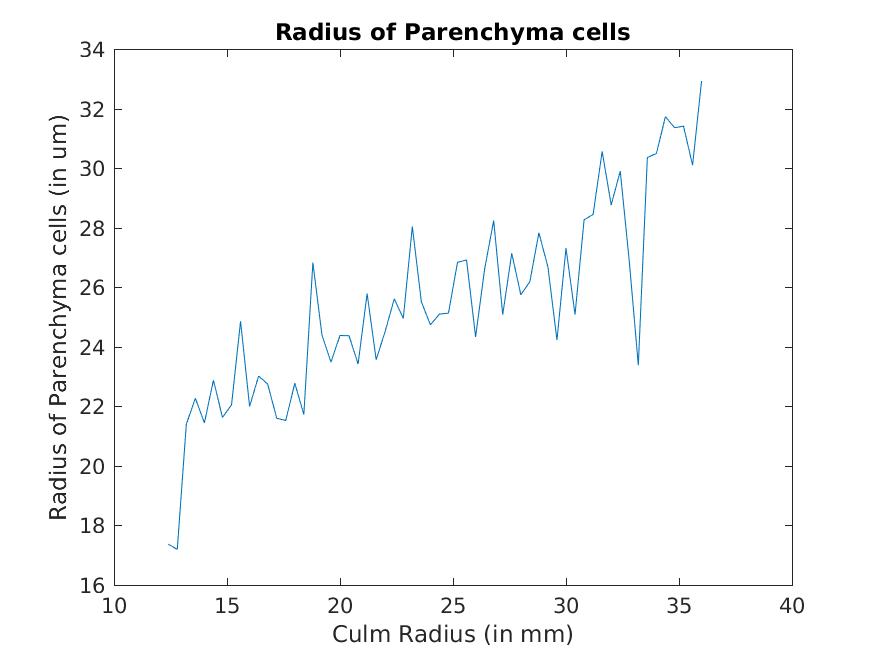 Radius of Parenchyma cells
34
32
30
28
26
24
22
20
18
16
Radius of Parenchyma cells (in um)
10 15 20 25 30 35 40
Culm Radius (in mm)